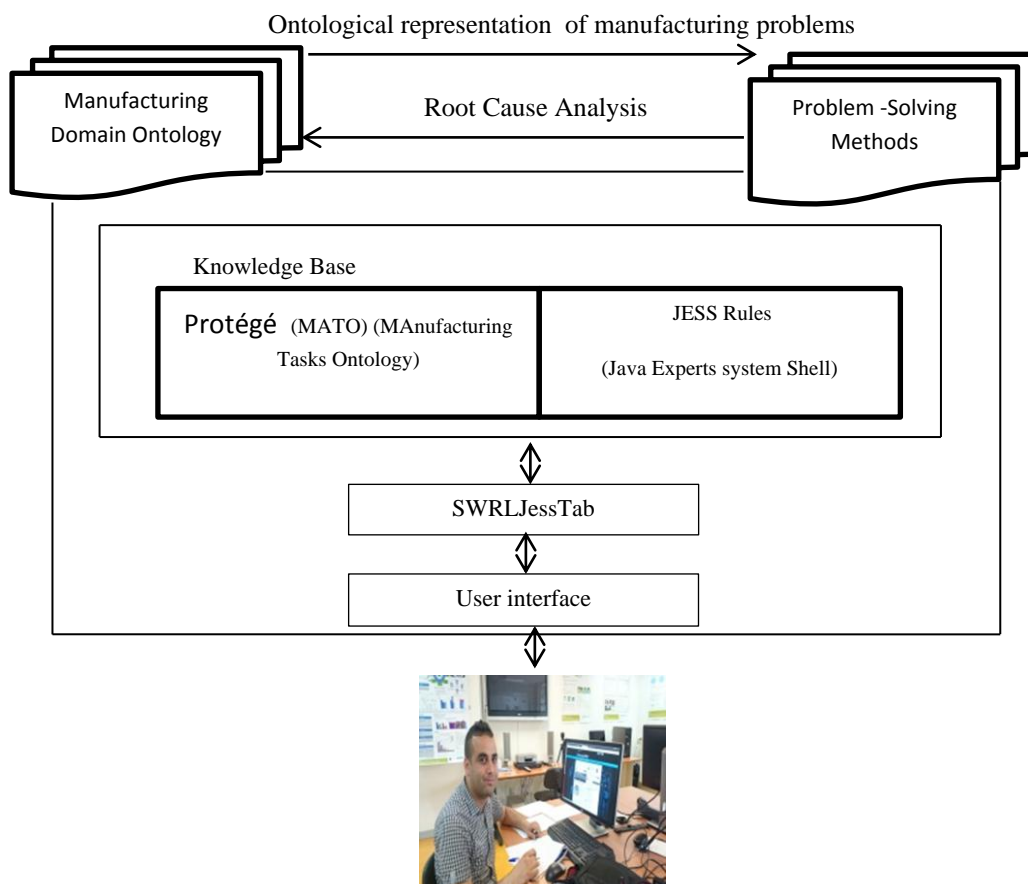 Ontological representation of manufacturing problems
Manufacturing
Domain Ontology
Root Cause Analysis
Problem -Solving
Methods
Knowledge Base
Protégé (MATO) (MAnufacturing
Tasks Ontology)
JESS Rules
(Java Experts system Shell)
SWRLJessTab
User interface